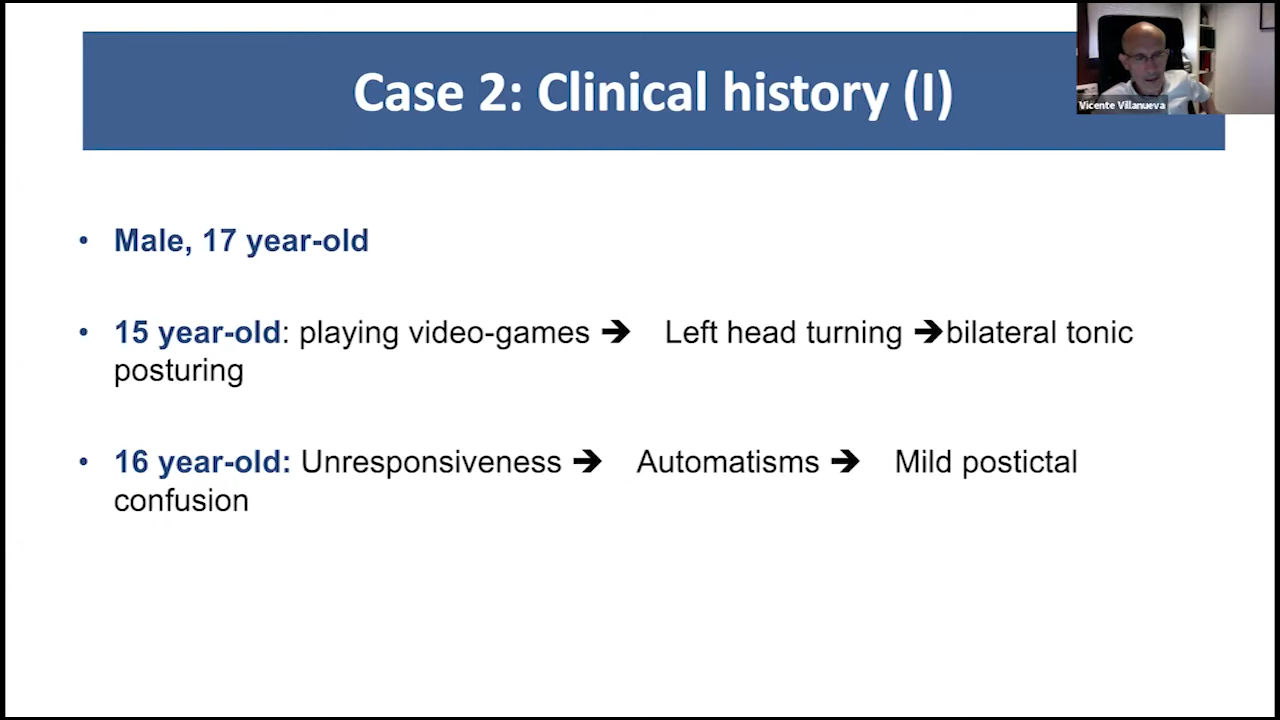 Case 2: Clinical history (I)
Vicente Villanueva
• Male, 17 year-old
• 15 year-old: playing video-games ➔ Left head turning ➔bilateral tonic
posturing
• 16 year-old: Unresponsiveness ➔ Automatisms ➔ Mild postictal
confusion